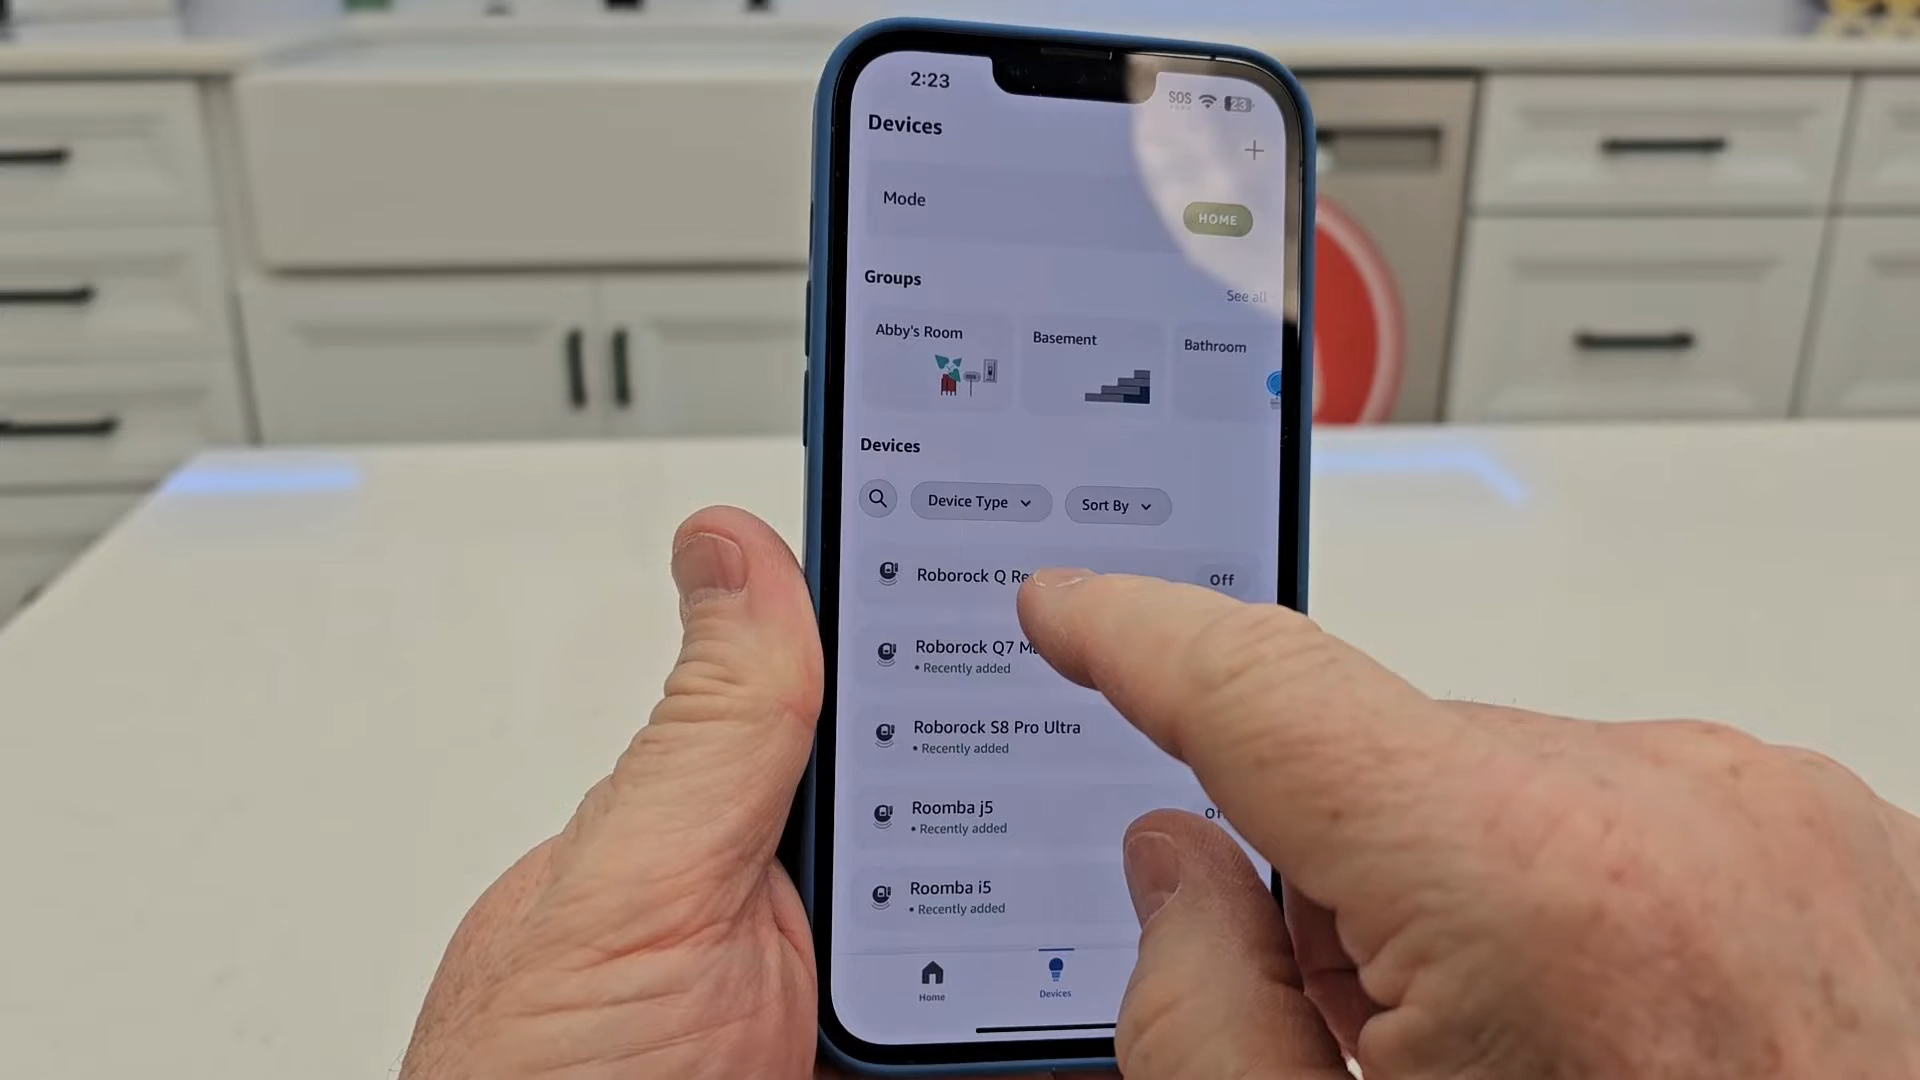 2:23
SOS
23
Devices
Mode
HOME
Groups
See all
Abby's Room
Basement
Bathroom
Devices
Device Type
Sort By
Roborock Q
Off
Roborock Q7
• Recently added
Roborock S8 Pro Ultra
• Recently added
Roomba j5
• Recently added
Roomba i5
• Recently added
Home
Devices